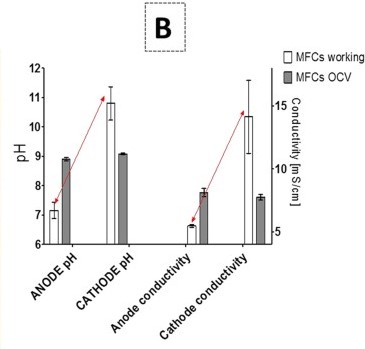 B
MFCs working
MFCs OCV
pH
12
11
10
9
8
7
6
Conductivity [mS/cm]
15
10
5
ANODE pH
CATHODE pH
Anode conductivity
Cathode conductivity